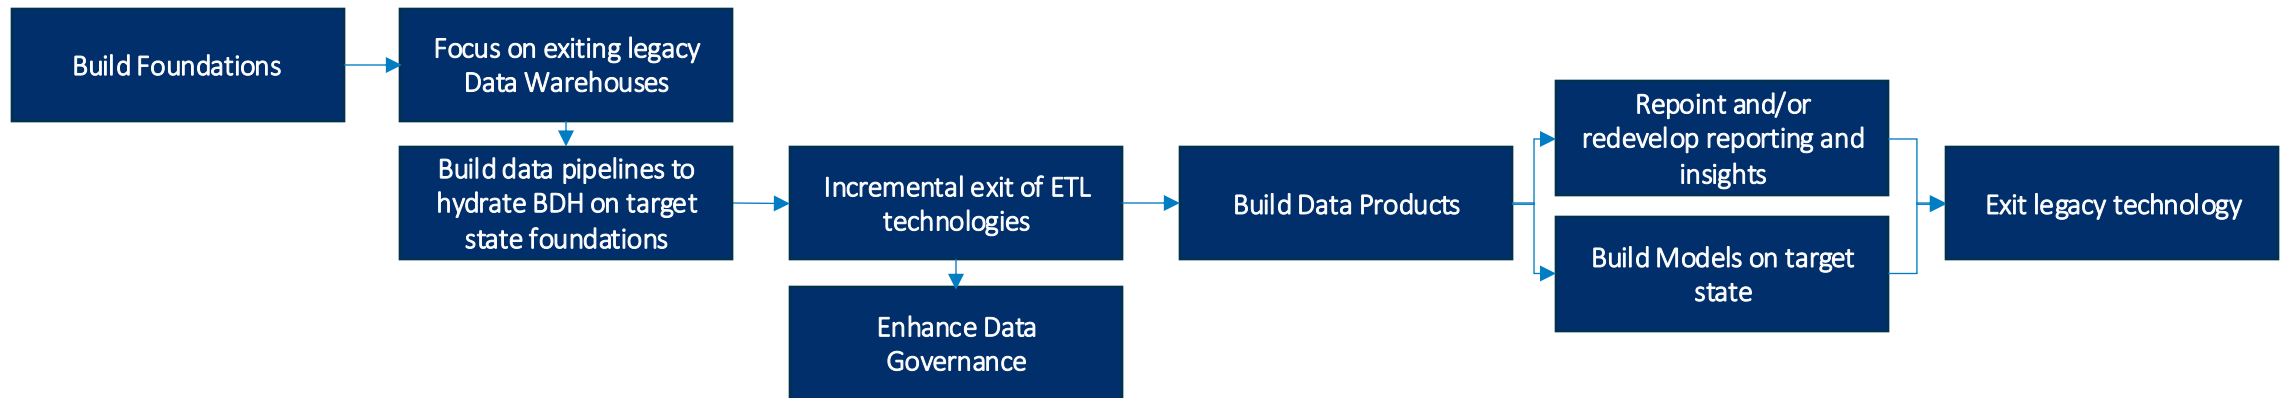 Build Foundations
Focus on exiting legacy
Data Warehouses
Build data pipelines to
hydrate BDH on target
state foundations
Incremental exit of ETL
technologies
Enhance Data
Governance
Build Data Products
Repoint and/or
redevelop reporting and
insights
Build Models on target
state
Exit legacy technology